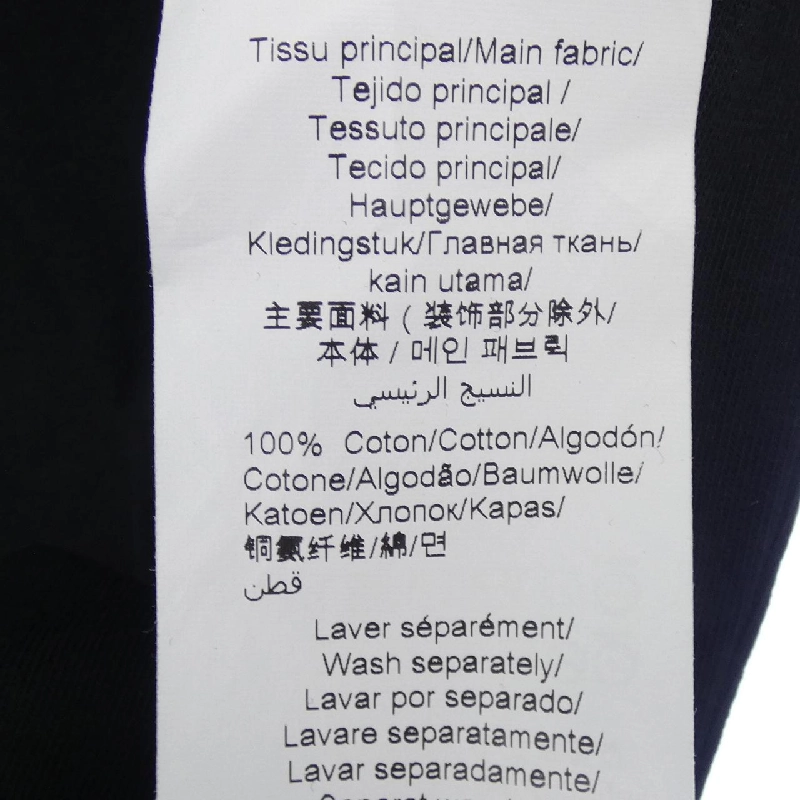 Tissu principal/Main fabric/
Tejido principal /
Tessuto principale/
Tecido principal/
Hauptgewebe/
Kledingstuk/Главная ткань/
kain utama/
主要面料 ( 装饰部分除外/
本体 / 메인 패브릭
النسيج الرئيسي
100% Coton/Cotton/Algodón/
Cotone/Algodão/Baumwolle/
Katoen/Хлопок/Kapas/
铜氨纤维/綿/면
قطن
Laver séparément/
Wash separately/
Lavar por separado/
Lavare separatamente/
Lavar separadamente/